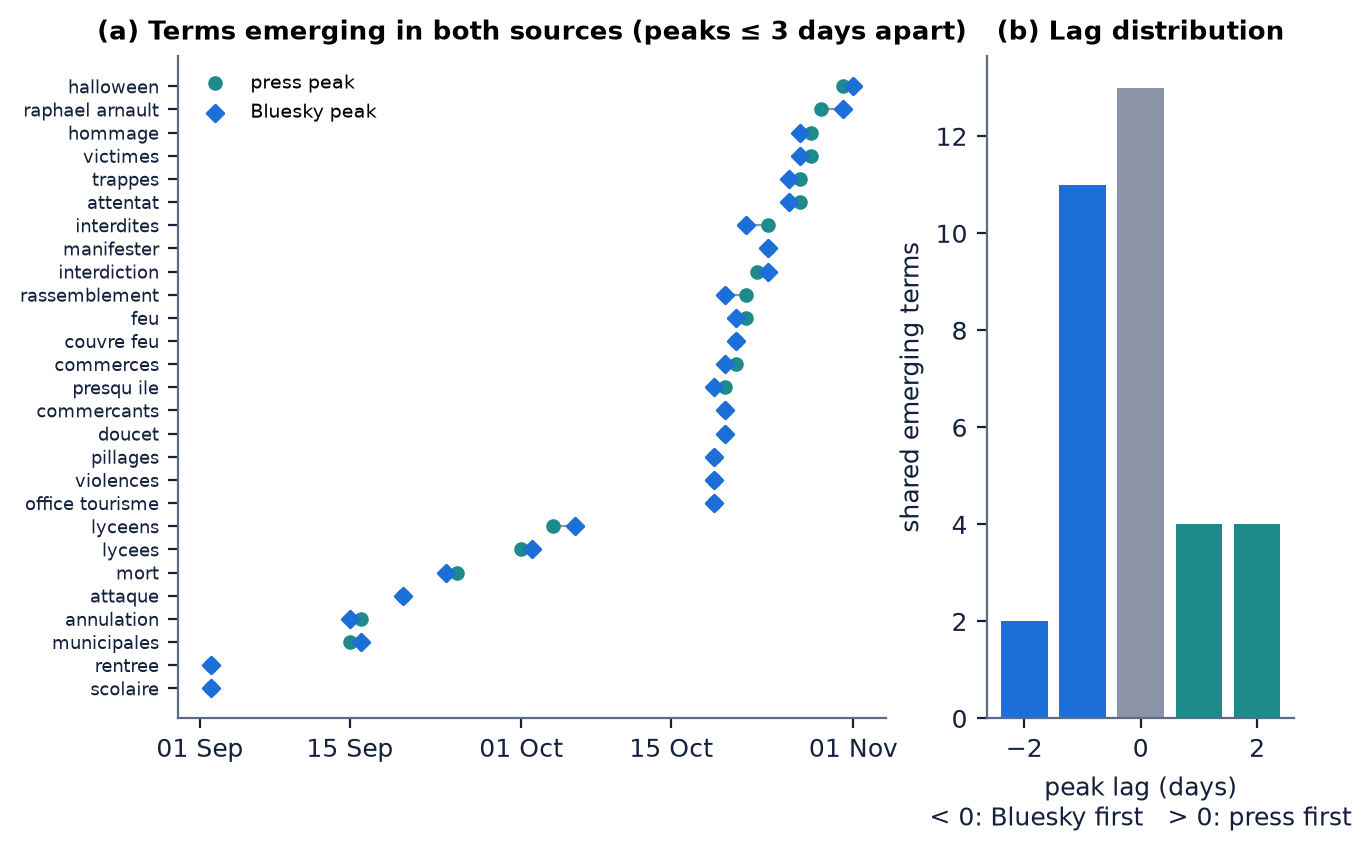 (a) Terms emerging in both sources (peaks ≤ 3 days apart)
press peak
Bluesky peak
halloween
raphael arnault
hommage
victimes
trappes
attentat
interdites
manifester
interdiction
rassemblement
feu
couvre feu
commerces
presqu ile
commercants
doucet
pillages
violences
office tourisme
lyceens
lycees
mort
attaque
annulation
municipales
rentree
scolaire
01 Sep 15 Sep 01 Oct 15 Oct 01 Nov
(b) Lag distribution
shared emerging terms
12
10
8
6
4
2
0
−2 0 2
peak lag (days)
< 0: Bluesky first > 0: press first